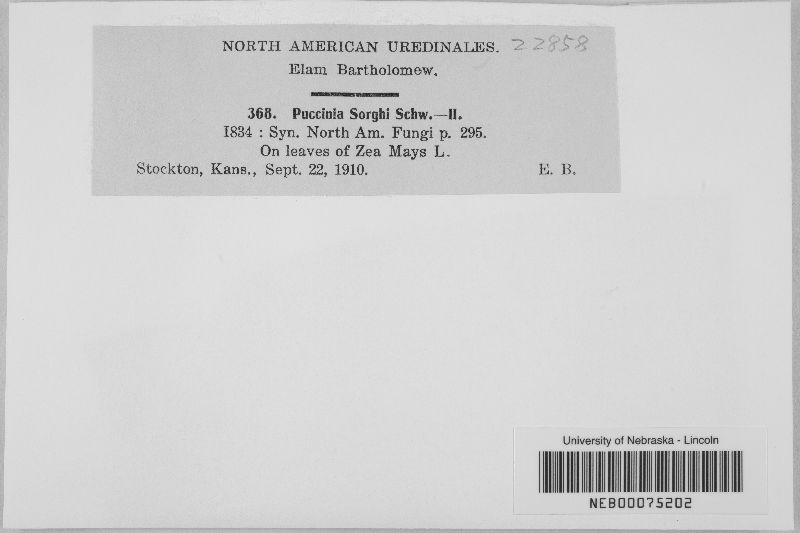 NORTH AMERICAN UREDINALES. 22858
Elam Bartholomew.
368. Puccinia Sorghi Schw.—II.
1834 : Syn. North Am. Fungi p. 295.
On leaves of Zea Mays L.
Stockton, Kans., Sept. 22, 1910. E. B.
University of Nebraska - Lincoln
NEB00075202